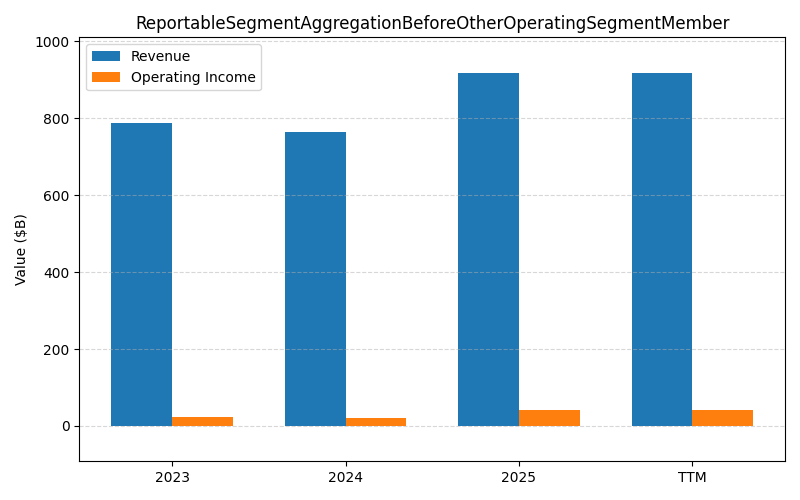 ReportableSegmentAggregationBeforeOtherOperatingSegmentMember
Revenue
Operating Income
Value ($B)
1000
800
600
400
200
0
2023 2024 2025 TTM